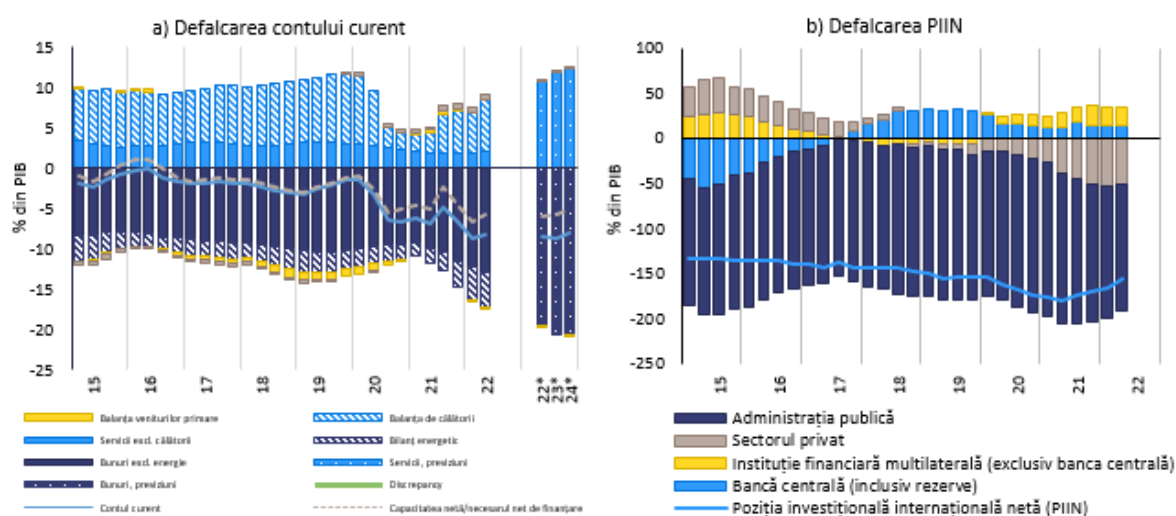 a) Defalcarea contului curent
% din PIB
15
10
5
0
-5
-10
-15
-20
-25
15
16
17
18
19
20
21
22
22*
23*
24*
Balanța veniturilor primare
Balanța de călătorii
Servicii excl. călătorii
Bilanț energetic
Bunuri excl. energie
Servicii, previziuni
Bunuri, previziuni
Discrepancy
Contul curent
Capacitatea netă/necesarul net de finanțare
b) Defalcarea PIIN
% din PIB
100
50
0
-50
-100
-150
-200
-250
15
16
17
18
19
20
21
22
Administrația publică
Sectorul privat
Instituție financiară multilaterală (exclusiv banca centrală)
Bancă centrală (inclusiv rezerve)
Poziția investițională internațională netă (PIIN)